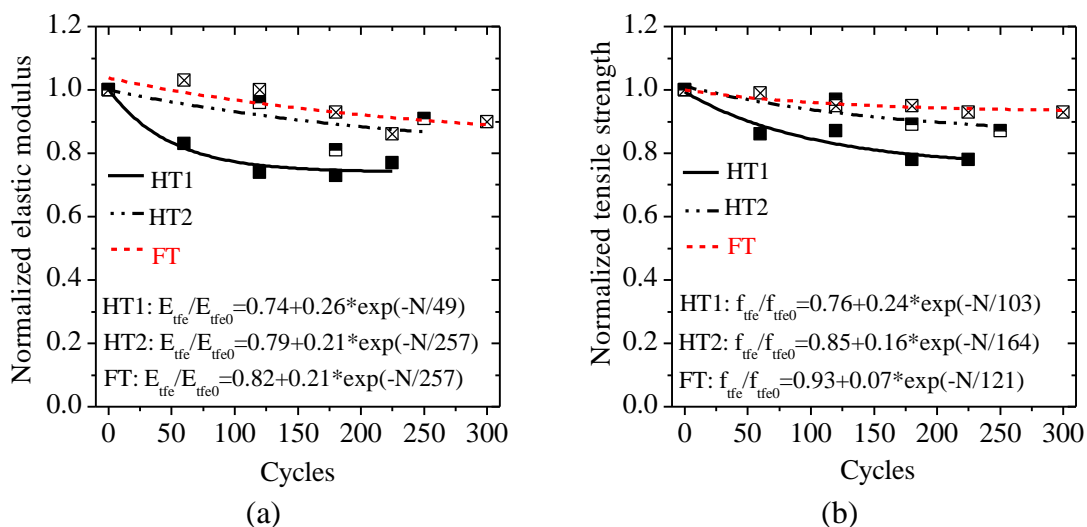 Normalized elastic modulus
1.2
1.0
0.8
0.6
0.4
0.2
0.0
HT1
HT2
FT
HT1: E_tfe/E_tfe0=0.74+0.26*exp(-N/49)
HT2: E_tfe/E_tfe0=0.79+0.21*exp(-N/257)
FT: E_tfe/E_tfe0=0.82+0.21*exp(-N/257)
0 50 100 150 200 250 300
Cycles
(a)
Normalized tensile strength
1.2
1.0
0.8
0.6
0.4
0.2
0.0
HT1
HT2
FT
HT1: f_tfe/f_tfe0=0.76+0.24*exp(-N/103)
HT2: f_tfe/f_tfe0=0.85+0.16*exp(-N/164)
FT: f_tfe/f_tfe0=0.93+0.07*exp(-N/121)
0 50 100 150 200 250 300
Cycles
(b)